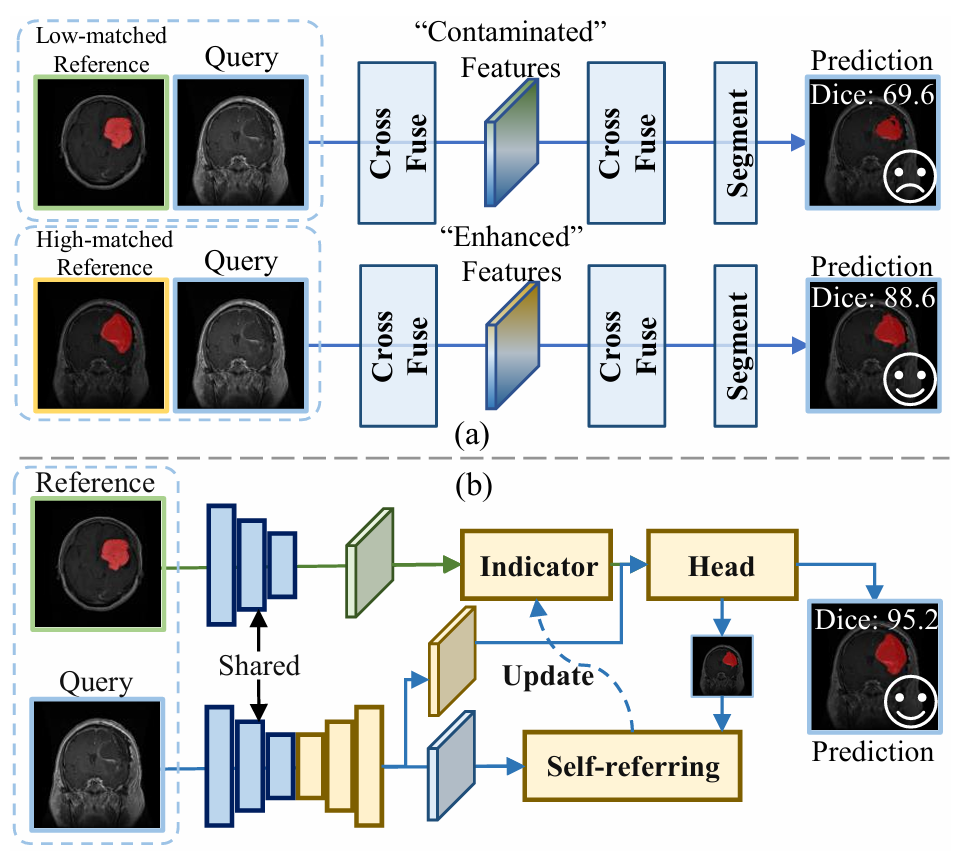 Low-matched
Reference
Query
“Contaminated”
Features
Cross
Fuse
Cross
Fuse
Segment
Prediction
Dice: 69.6
High-matched
Reference
Query
“Enhanced”
Features
Cross
Fuse
Cross
Fuse
Segment
Prediction
Dice: 88.6
(a)
(b)
Reference
Indicator
Head
Shared
Update
Dice: 95.2
Query
Self-referring
Prediction